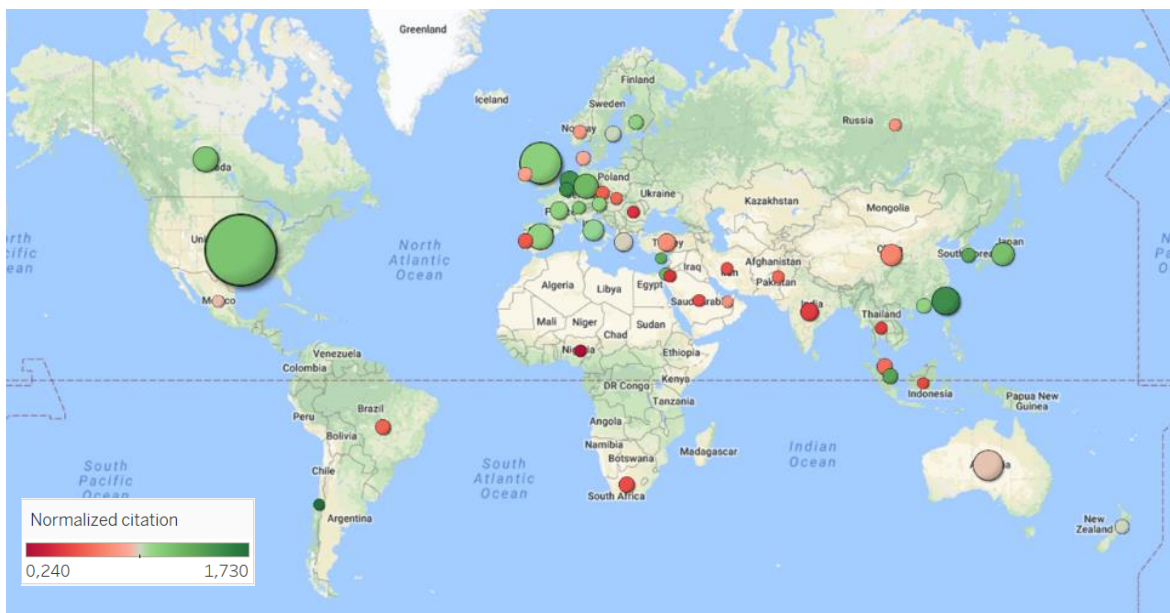 Greenland
Iceland
Finland
Sweden
Norway
Russia
Poland
Ukraine
Kazakhstan
Mongolia
North
Atlantic
Ocean
Japan
Afghanistan
Iraq
Iran
Pakistan
Algeria
Libya
Egypt
Saudi Arabia
India
Thailand
Mexico
Mali
Niger
Sudan
Chad
Nigeria
Ethiopia
Venezuela
Colombia
DR Congo
Kenya
Tanzania
Indonesia
Papua New
Guinea
Peru
Brazil
Bolivia
Angola
Namibia
Botswana
Madagascar
Indian
Ocean
South
Pacific
Ocean
South
Atlantic
Ocean
Chile
Argentina
South Africa
New
Zealand
Normalized citation
0,240
1,730